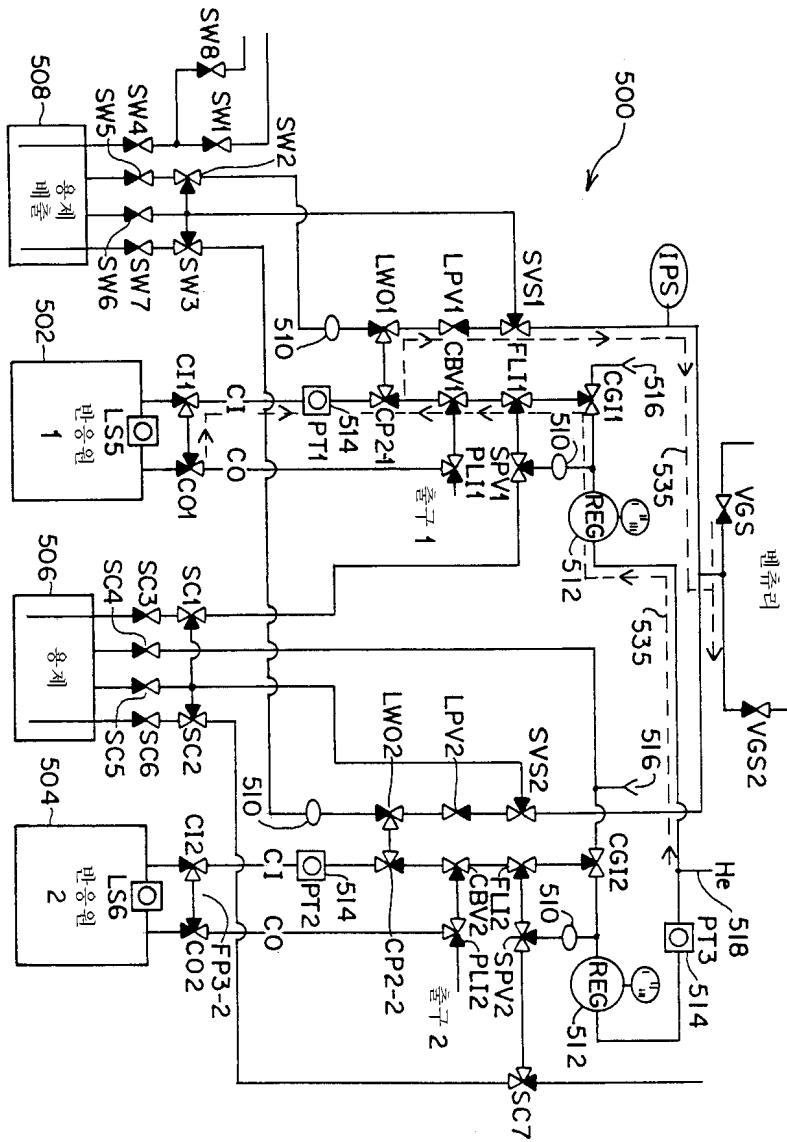 500
508
SW8
SW4
SW5
SW1
SW2
용제
배출
SW6
SW7
SW3
LWO1
LPV1
SVS1
IPS
510
CBV1
FLI1
CGI1
516
535
VGS
벤츄리
VGS2
502
CI1
CI
514
PT1
CP2-1
LS5
반응원
1
CO1
CO
PLI1
출구 1
SPV1
510
REG
512
535
506
SC3
SC4
SC1
용제
SC5
SC6
SC2
LWO2
LPV2
SVS2
510
516
504
CI2
CI
514
PT2
CBV2
FLI2
CGI2
510
He
518
PT3
514
LS6
반응원
2
CO2
FP3-2
CO
CP2-2
PLI2
출구 2
SPV2
REG
512
SC7